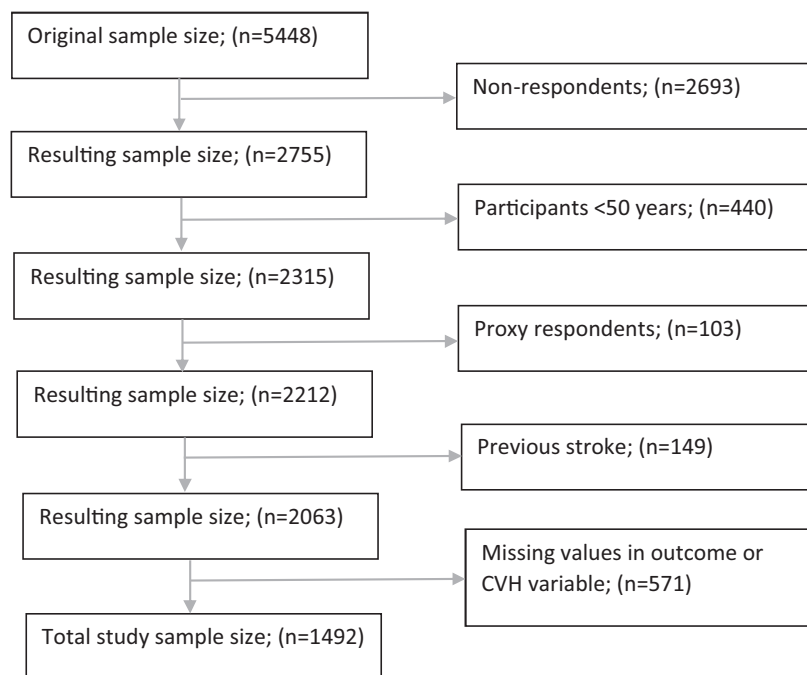 Original sample size; (n=5448)
Non-respondents; (n=2693)
Resulting sample size; (n=2755)
Participants <50 years; (n=440)
Resulting sample size; (n=2315)
Proxy respondents; (n=103)
Resulting sample size; (n=2212)
Previous stroke; (n=149)
Resulting sample size; (n=2063)
Missing values in outcome or
CVH variable; (n=571)
Total study sample size; (n=1492)